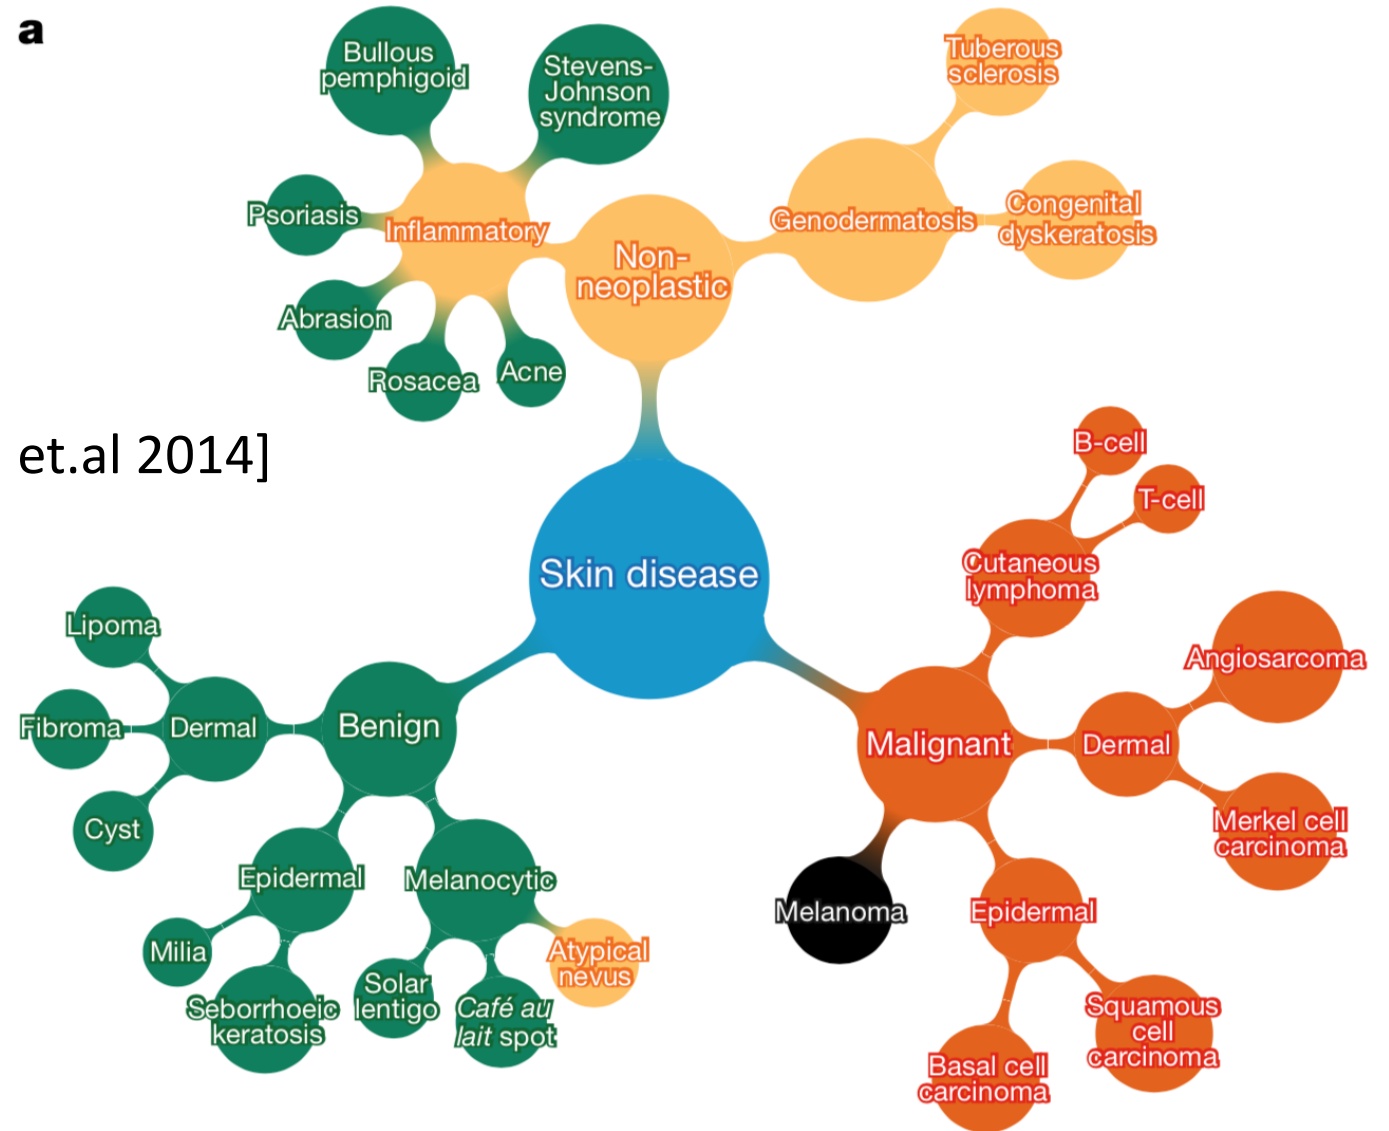 a
Bullous
pemphigoid
Stevens-
Johnson
syndrome
Tuberous
sclerosis
Psoriasis
Inflammatory
Non-
neoplastic
Genodermatosis
Congenital
dyskeratosis
Abrasion
Rosacea
Acne
et.al 2014]
Skin disease
B-cell
T-cell
Cutaneous
lymphoma
Lipoma
Fibroma
Dermal
Benign
Cyst
Epidermal
Melanocytic
Milia
Seborrhoeic
keratosis
Solar
lentigo
Café au
lait spot
Atypical
nevus
Malignant
Dermal
Angiosarcoma
Merkel cell
carcinoma
Melanoma
Epidermal
Basal cell
carcinoma
Squamous
cell
carcinoma